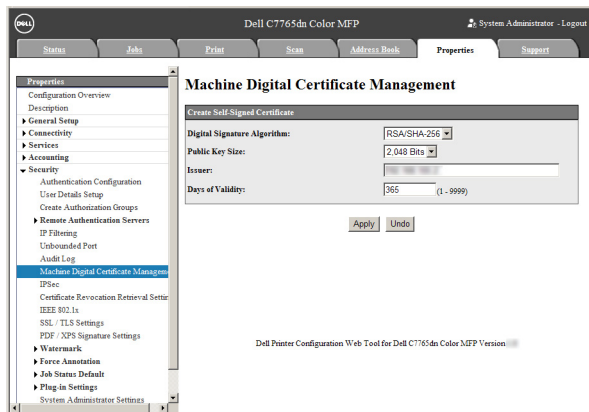 DELL
Dell C7765dn Color MFP
System Administrator - Logout
Status
Jobs
Print
Scan
Address Book
Properties
Support
Properties
Configuration Overview
Description
General Setup
Connectivity
Services
Accounting
Security
Authentication Configuration
User Details Setup
Create Authorization Groups
Remote Authentication Servers
IP Filtering
Unbounded Port
Audit Log
Machine Digital Certificate Managem
IPSec
Certificate Revocation Retrieval Settin
IEEE 802.1x
SSL / TLS Settings
PDF / XPS Signature Settings
Watermark
Force Annotation
Job Status Default
Plug-in Settings
System Administrator Settings
Machine Digital Certificate Management
Create Self-Signed Certificate
Digital Signature Algorithm: RSA/SHA-256
Public Key Size: 2,048 Bits
Issuer:
Days of Validity: 365 (1 - 9999)
Apply Undo
Dell Printer Configuration Web Tool for Dell C7765dn Color MFP Version